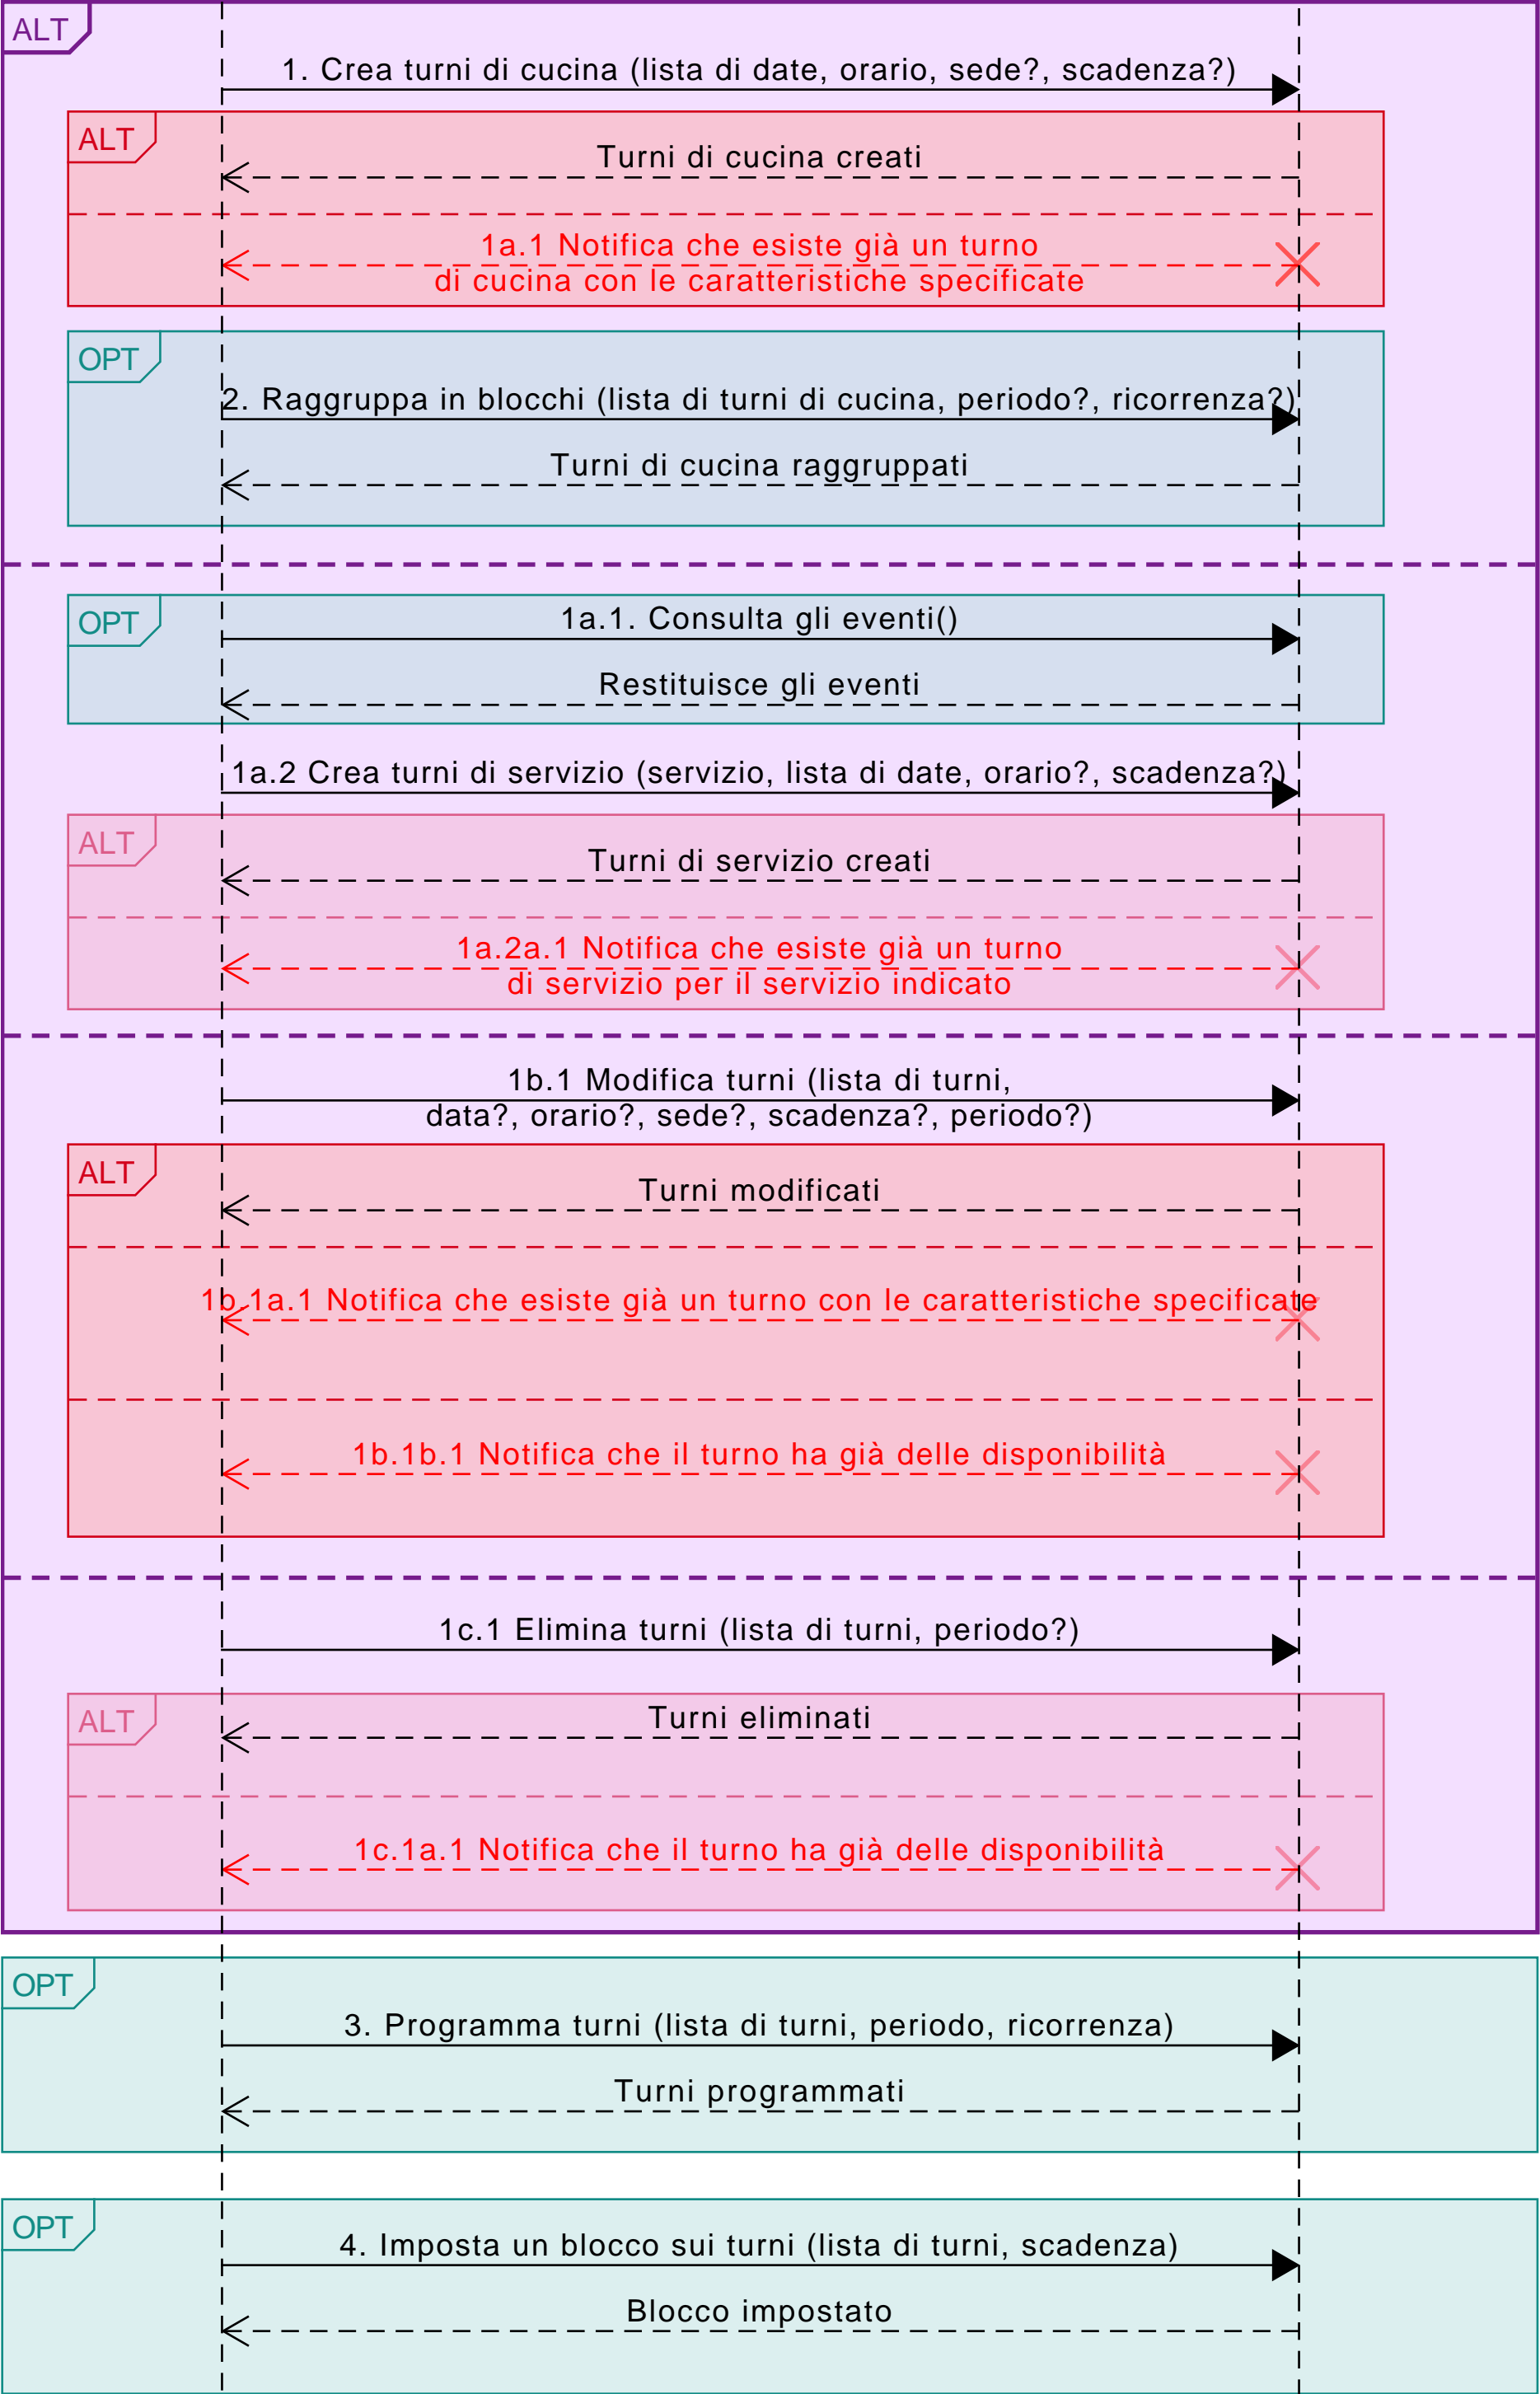 ALT
1. Crea turni di cucina (lista di date, orario, sede?, scadenza?)
ALT
Turni di cucina creati
1a.1 Notifica che esiste già un turno
di cucina con le caratteristiche specificate
OPT
2. Raggruppa in blocchi (lista di turni di cucina, periodo?, ricorrenza?)
Turni di cucina raggruppati
OPT
1a.1. Consulta gli eventi()
Restituisce gli eventi
1a.2 Crea turni di servizio (servizio, lista di date, orario?, scadenza?)
ALT
Turni di servizio creati
1a.2a.1 Notifica che esiste già un turno
di servizio per il servizio indicato
1b.1 Modifica turni (lista di turni,
data?, orario?, sede?, scadenza?, periodo?)
ALT
Turni modificati
1b.1a.1 Notifica che esiste già un turno con le caratteristiche specificate
1b.1b.1 Notifica che il turno ha già delle disponibilità
1c.1 Elimina turni (lista di turni, periodo?)
ALT
Turni eliminati
1c.1a.1 Notifica che il turno ha già delle disponibilità
OPT
3. Programma turni (lista di turni, periodo, ricorrenza)
Turni programmati
OPT
4. Imposta un blocco sui turni (lista di turni, scadenza)
Blocco impostato